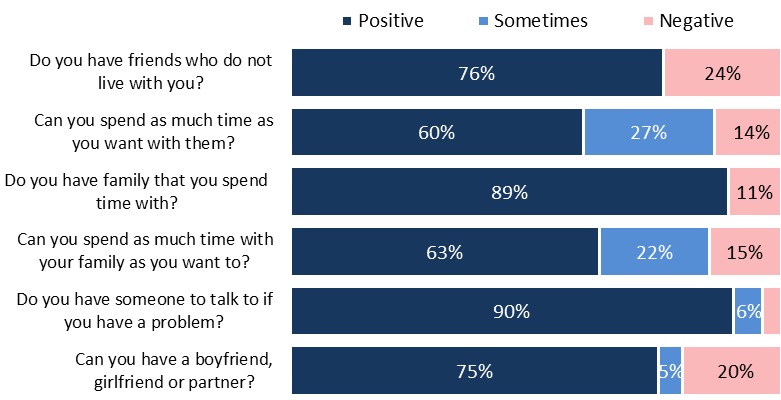 Positive Sometimes Negative
Do you have friends who do not
live with you?
76% 24%
Can you spend as much time as
you want with them?
60% 27% 14%
Do you have family that you spend
time with?
89% 11%
Can you spend as much time with
your family as you want to?
63% 22% 15%
Do you have someone to talk to if
you have a problem?
90% 6%
Can you have a boyfriend,
girlfriend or partner?
75% 5% 20%